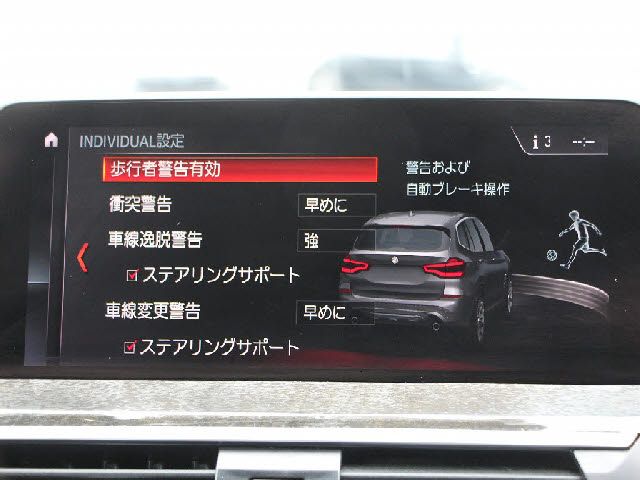 INDIVIDUAL設定
i 3 --:--
歩行者警告有効
警告および
自動ブレーキ操作
衝突警告 早めに
車線逸脱警告 強
ステアリングサポート
車線変更警告 早めに
ステアリングサポート